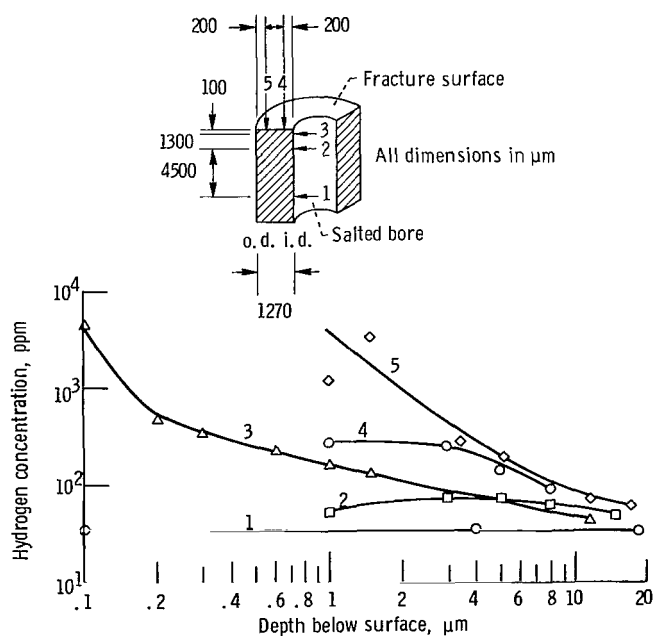 200 200
5 4
100
Fracture surface
3
1300
2
All dimensions in μm
4500
1
o.d. i.d.
Salted bore
1270
10⁴
10³
10²
10¹
Hydrogen concentration, ppm
5
4
3
2
1
.1 .2 .4 .6 .8 1 2 4 6 8 10 20
Depth below surface, μm